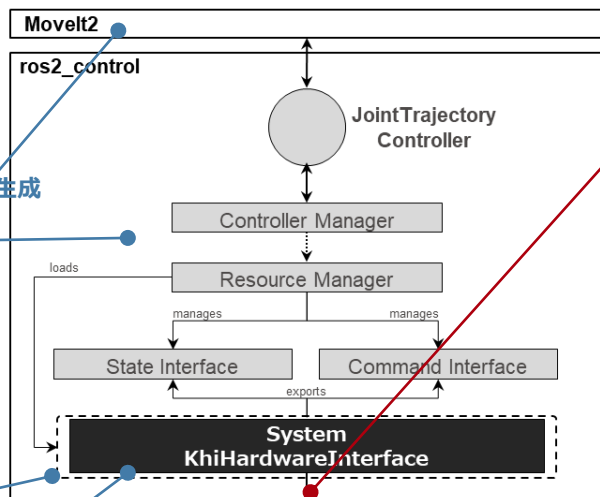 MoveIt2
ros2_control
JointTrajectory
Controller
生成
Controller Manager
loads
Resource Manager
manages
manages
State Interface
Command Interface
exports
System
KhiHardwareInterface